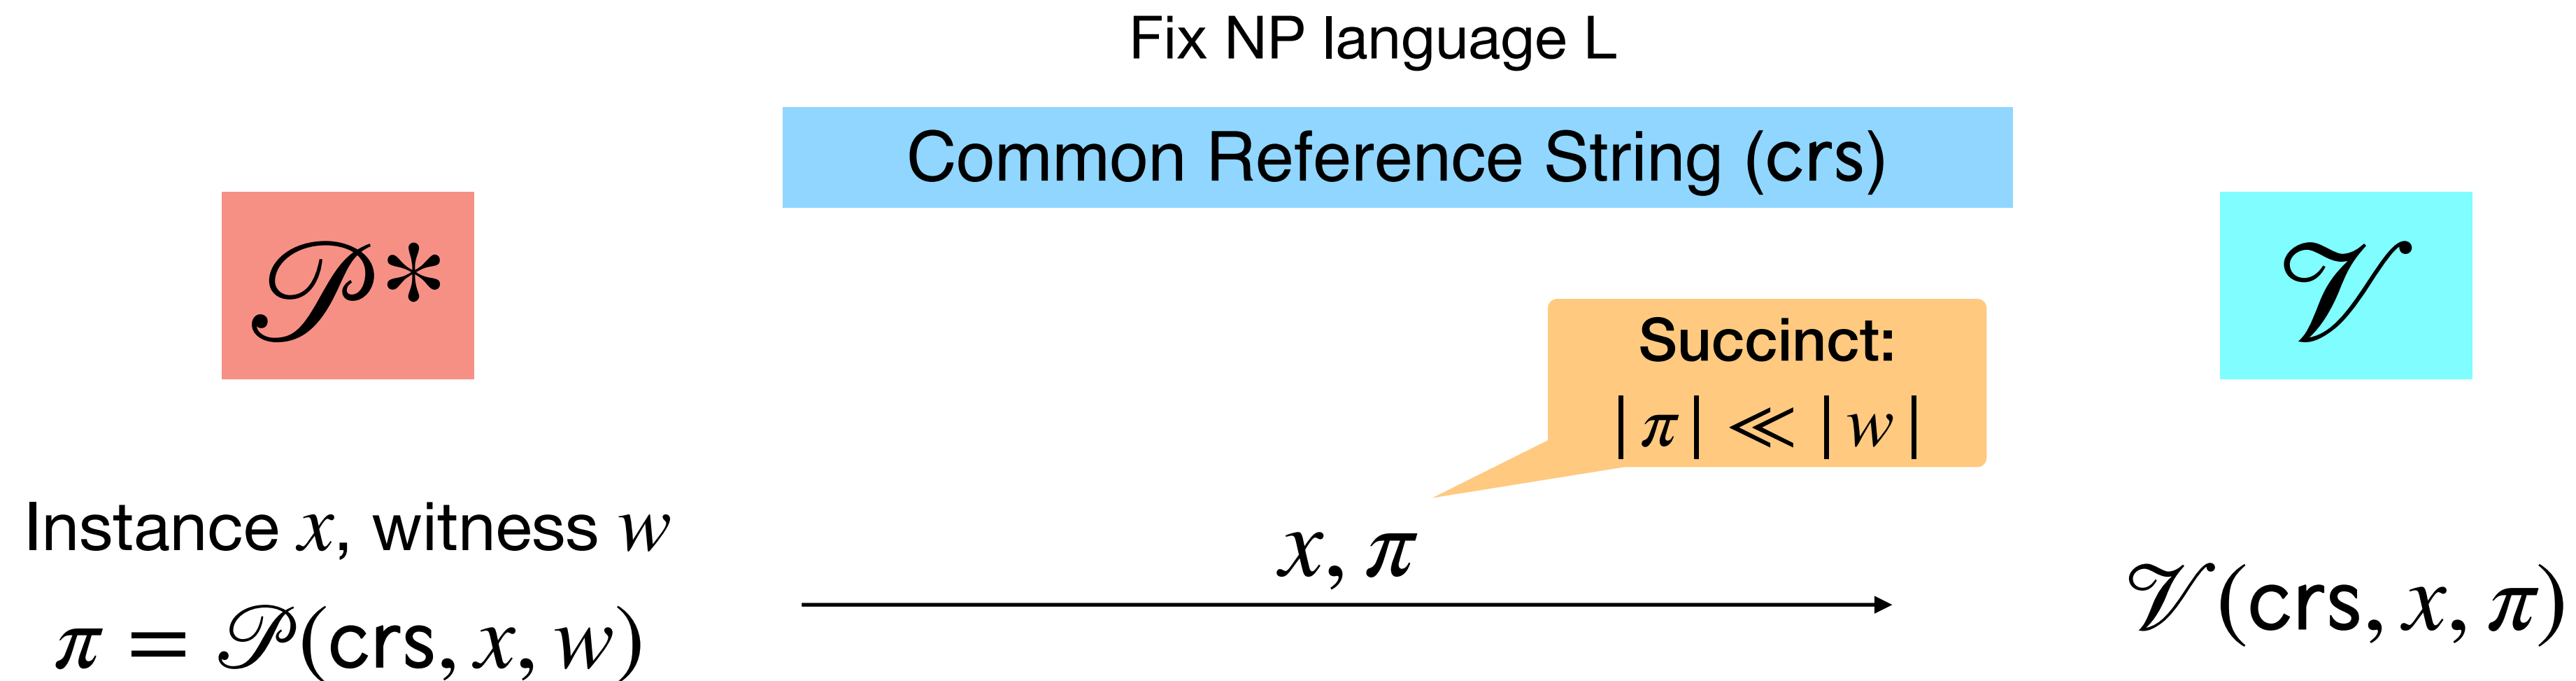 Fix NP language L
Common Reference String (crs)
𝒫*
𝒱
Succinct:
|π| ≪ |w|
Instance x, witness w
x, π
π = 𝒫(crs, x, w)
𝒱(crs, x, π)